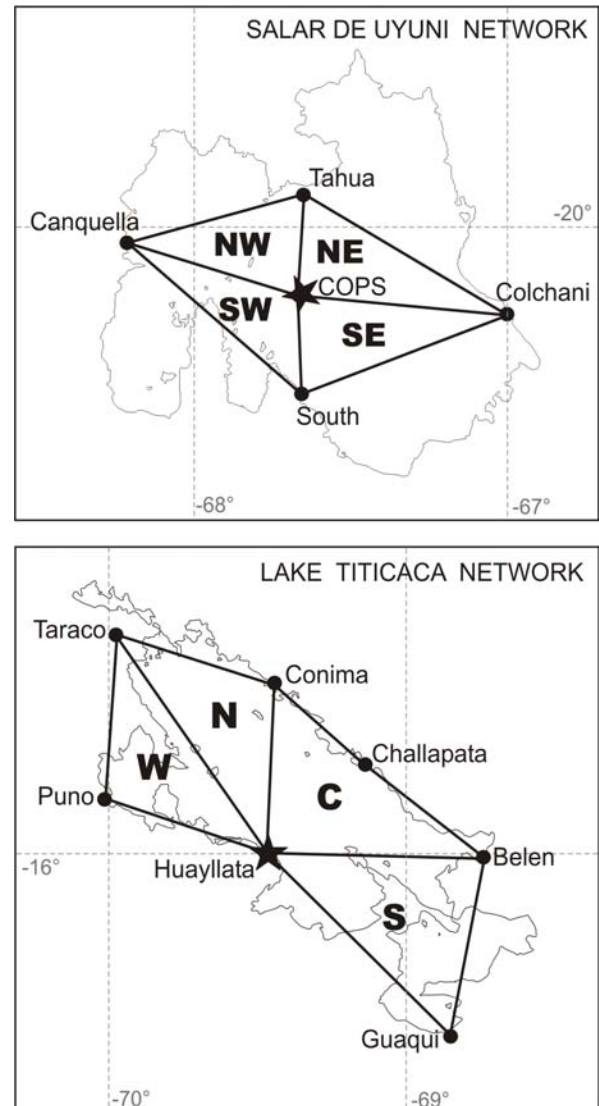 SALAR DE UYUNI NETWORK
Tahua
Canquella
-20°
NW
NE
COPS
Colchani
SW
SE
South
-68°
-67°
LAKE TITICACA NETWORK
Taraco
Conima
N
W
Challapata
C
Puno
-16°
Huayllata
Belen
S
Guaqui
-70°
-69°